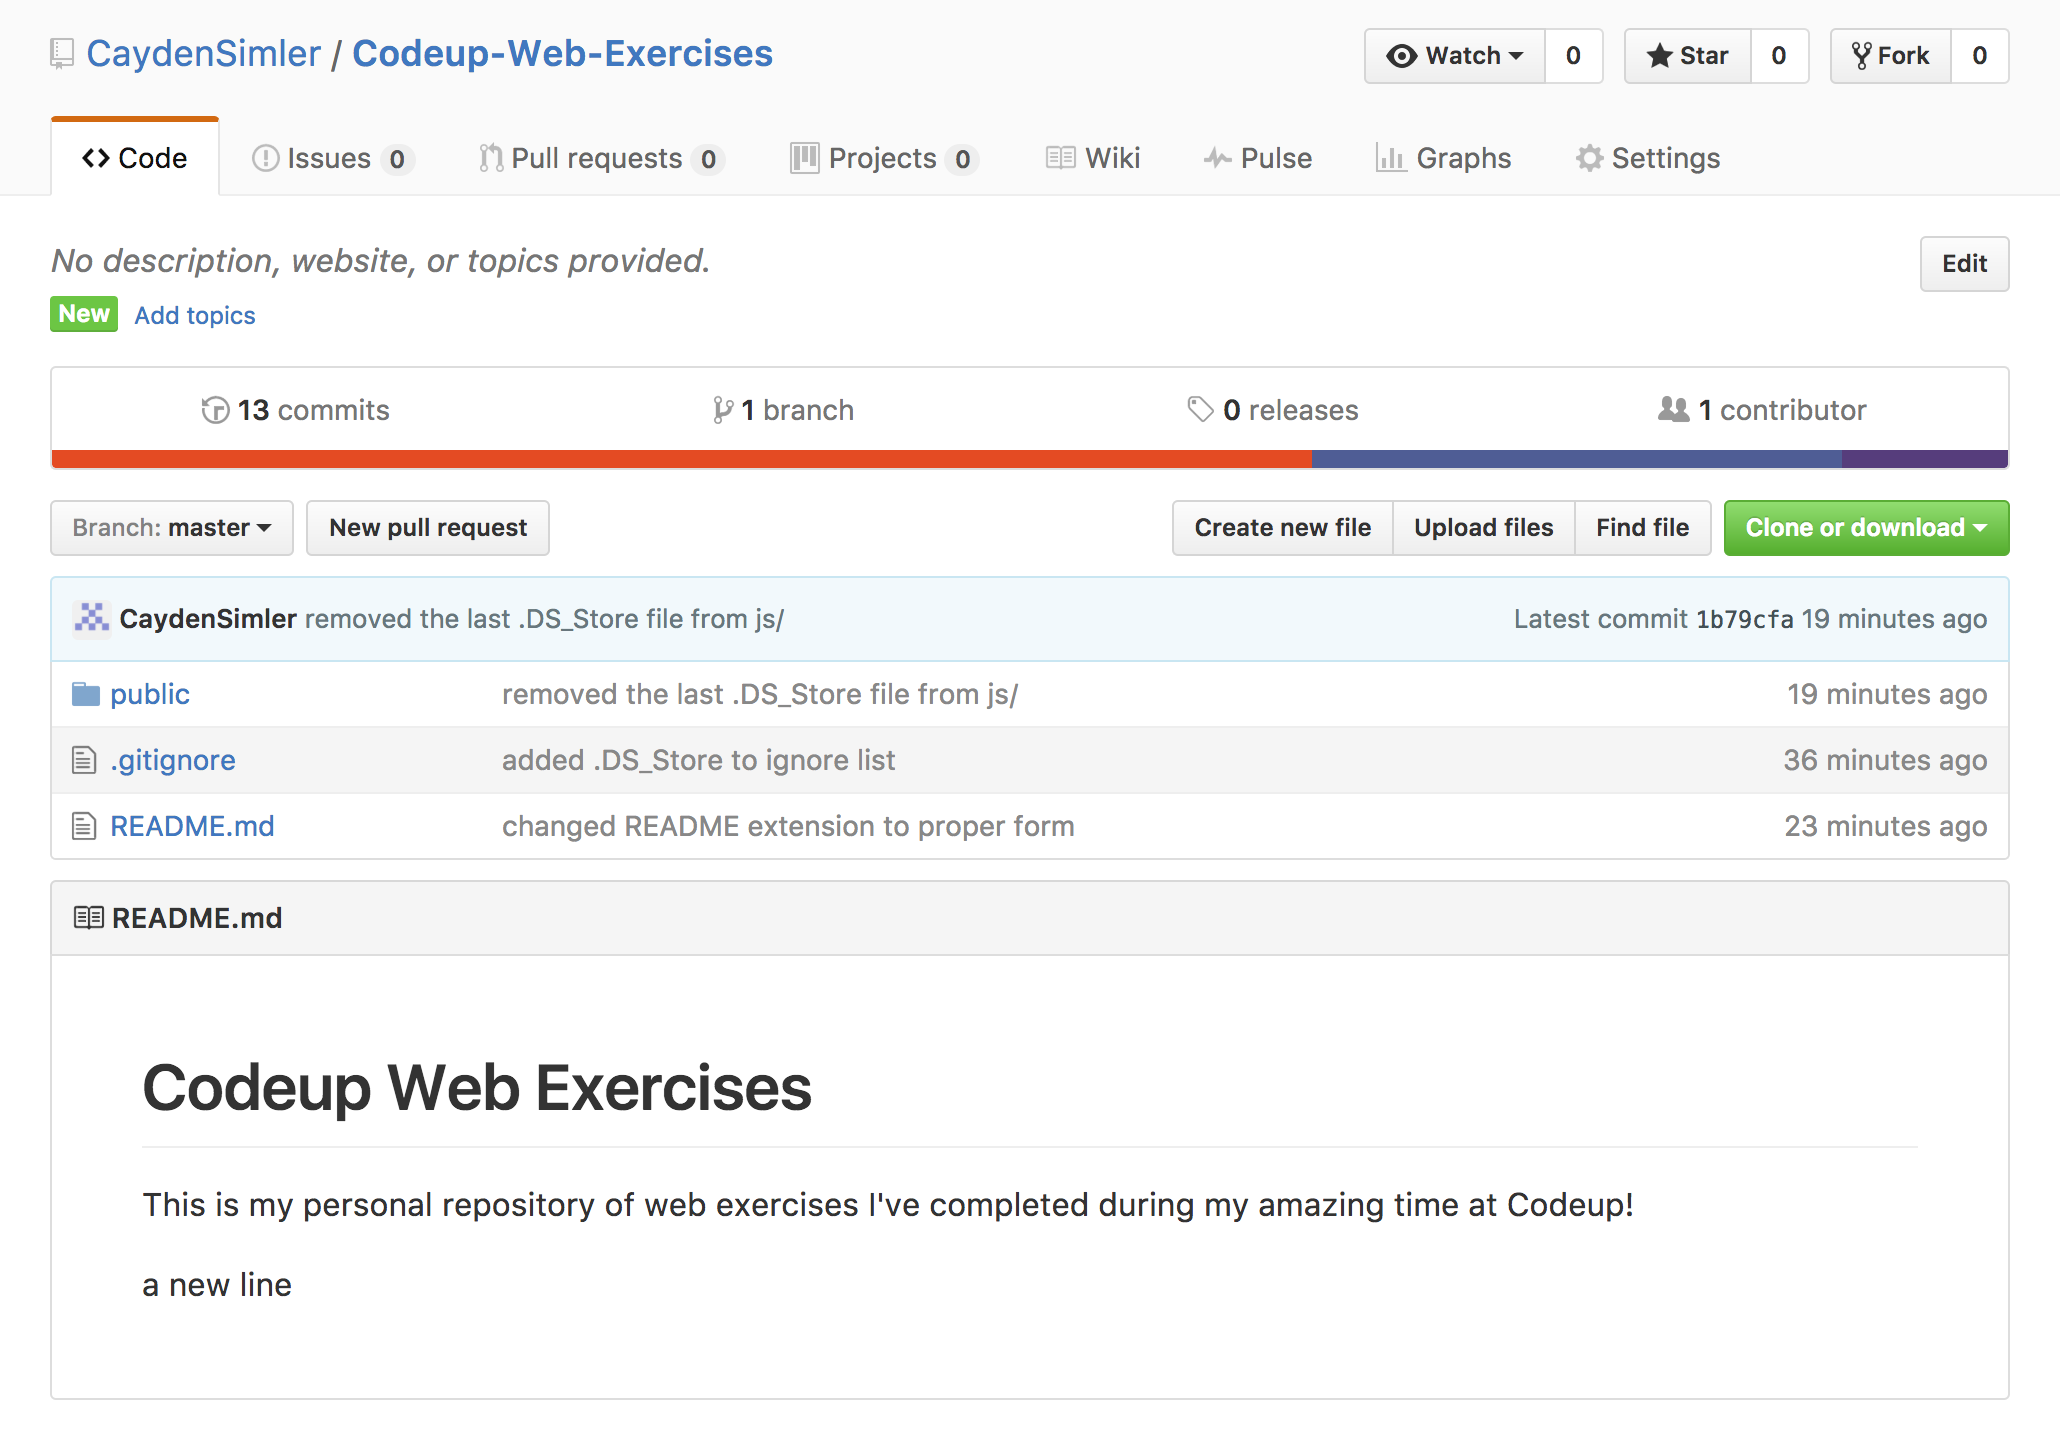 CaydenSimler / Codeup-Web-Exercises Watch 0 Star 0 Fork 0
Code Issues 0 Pull requests 0 Projects 0 Wiki Pulse Graphs Settings
No description, website, or topics provided. Edit
New Add topics
13 commits 1 branch 0 releases 1 contributor
Branch: master New pull request Create new file Upload files Find file Clone or download
CaydenSimler removed the last .DS_Store file from js/ Latest commit 1b79cfa 19 minutes ago
public removed the last .DS_Store file from js/ 19 minutes ago
.gitignore added .DS_Store to ignore list 36 minutes ago
README.md changed README extension to proper form 23 minutes ago
README.md
Codeup Web Exercises
This is my personal repository of web exercises I've completed during my amazing time at Codeup!
a new line